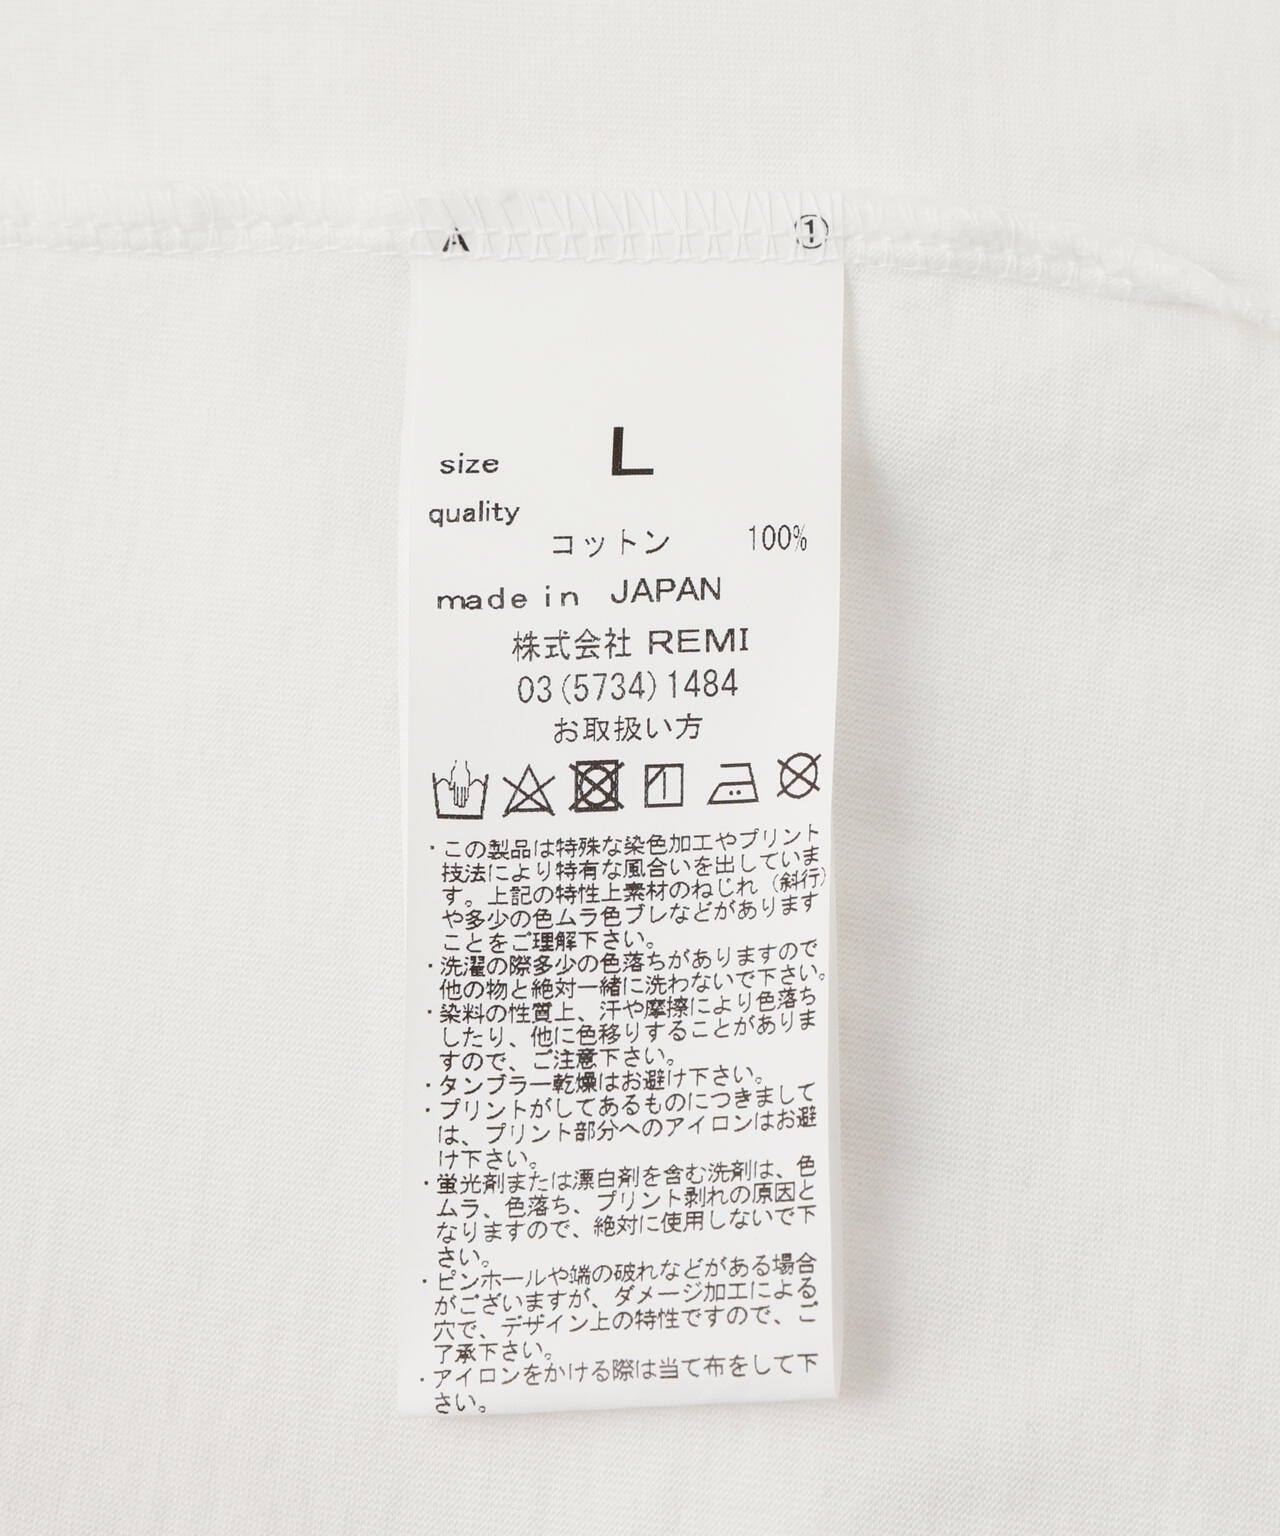 A ①
size L
quality
コットン 100%
made in JAPAN
株式会社 REMI
03(5734)1484
お取扱い方
・この製品は特殊な染色加工やプリント
技法により特有な風合いを出していま
す。上記の特性上素材のねじれ（斜行）
や多少の色ムラ色ブレなどがあります
ことをご理解下さい。
・洗濯の際多少の色落ちがありますので
他の物と絶対一緒に洗わないで下さい。
・染料の性質上、汗や摩擦により色落ち
したり、他に色移りすることがありま
すので、ご注意下さい。
・タンブラー乾燥はお避け下さい。
・プリントがしてあるものにつきまして
は、プリント部分へのアイロンはお避
け下さい。
・蛍光剤または漂白剤を含む洗剤は、色
ムラ、色落ち、プリント剥れの原因と
なりますので、絶対に使用しないで下
さい。
・ピンホールや端の破れなどがある場合
がございますが、ダメージ加工による
穴で、デザイン上の特性ですので、ご
了承下さい。
・アイロンをかける際は当て布をして下
さい。